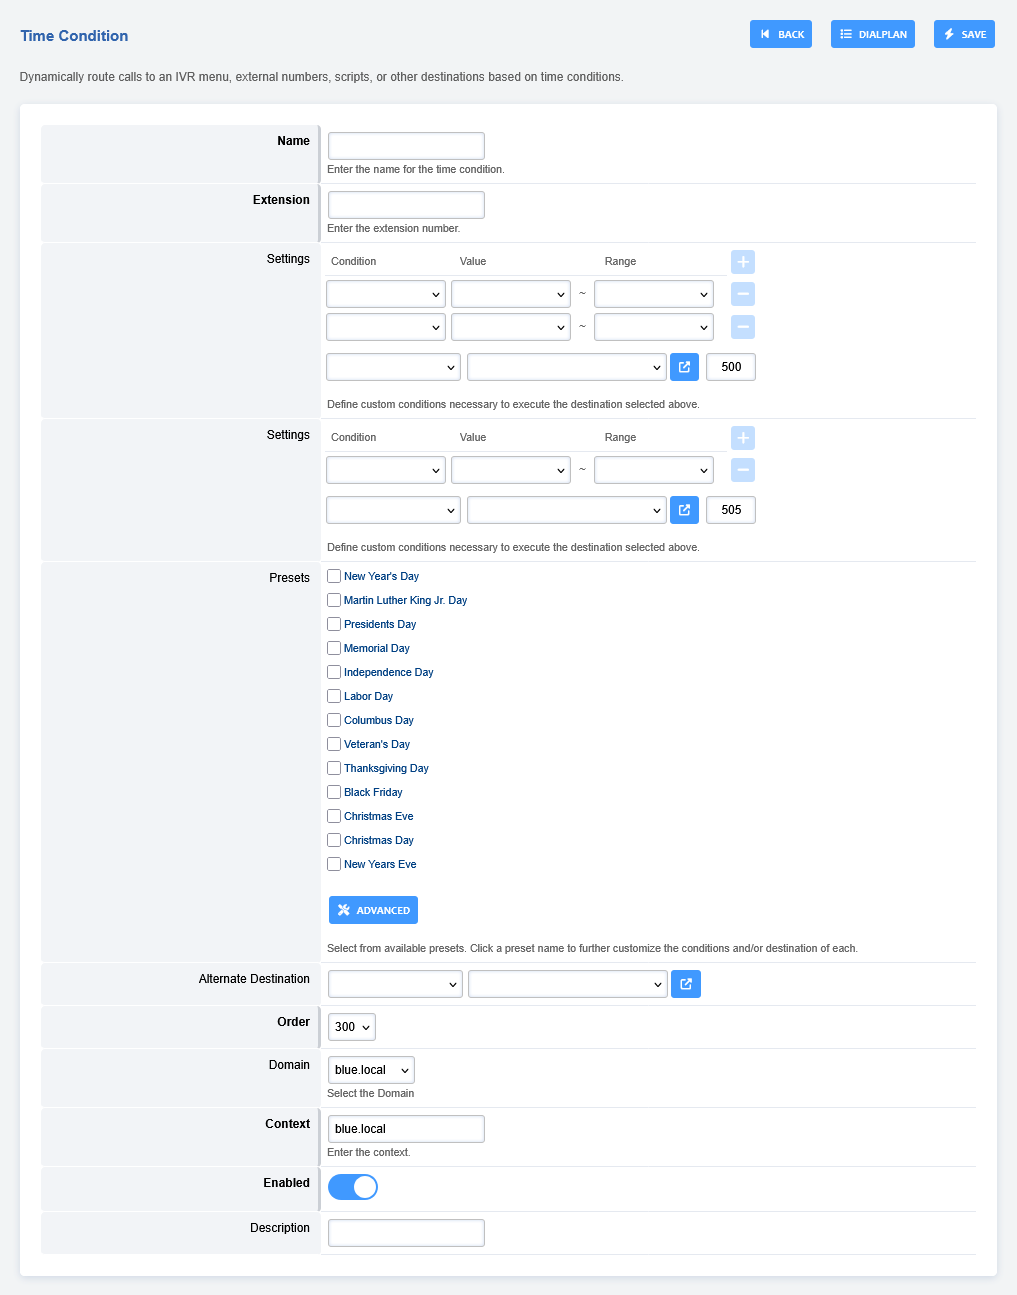 Time Condition
BACK
DIALPLAN
SAVE
Dynamically route calls to an IVR menu, external numbers, scripts, or other destinations based on time conditions.
Name
Enter the name for the time condition.
Extension
Enter the extension number.
Settings
Condition Value Range
~
~
500
Define custom conditions necessary to execute the destination selected above.
Settings
Condition Value Range
~
505
Define custom conditions necessary to execute the destination selected above.
Presets
New Year's Day
Martin Luther King Jr. Day
Presidents Day
Memorial Day
Independence Day
Labor Day
Columbus Day
Veteran's Day
Thanksgiving Day
Black Friday
Christmas Eve
Christmas Day
New Years Eve
ADVANCED
Select from available presets. Click a preset name to further customize the conditions and/or destination of each.
Alternate Destination
Order
300
Domain
blue.local
Select the Domain
Context
blue.local
Enter the context.
Enabled
Description